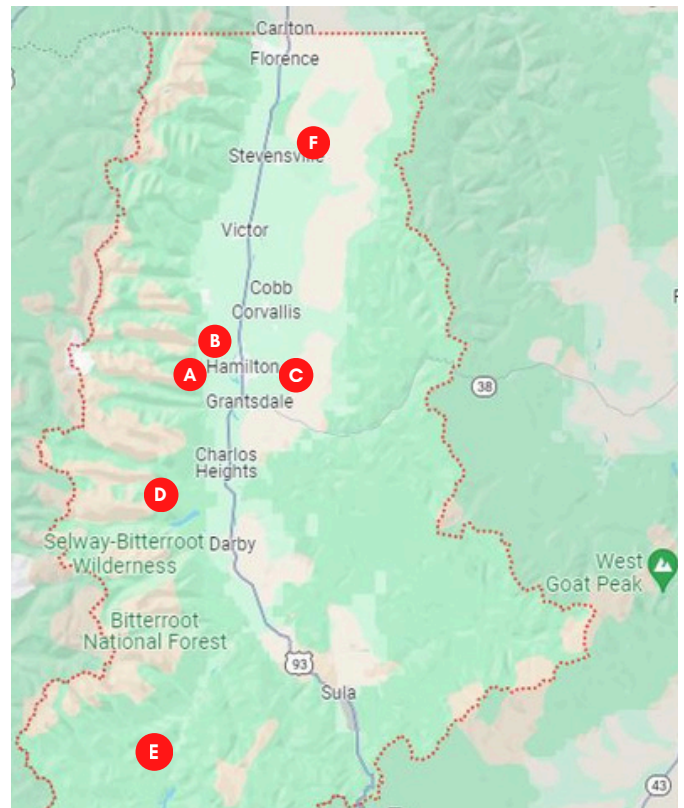 Carlton
Florence
F
Stevensville
Victor
Cobb
Corvallis
B
A
Hamilton
C
38
Grantsdale
Charlos
Heights
D
Selway-Bitterroot
Wilderness
Darby
West
Goat Peak
Bitterroot
National Forest
93
Sula
E
43